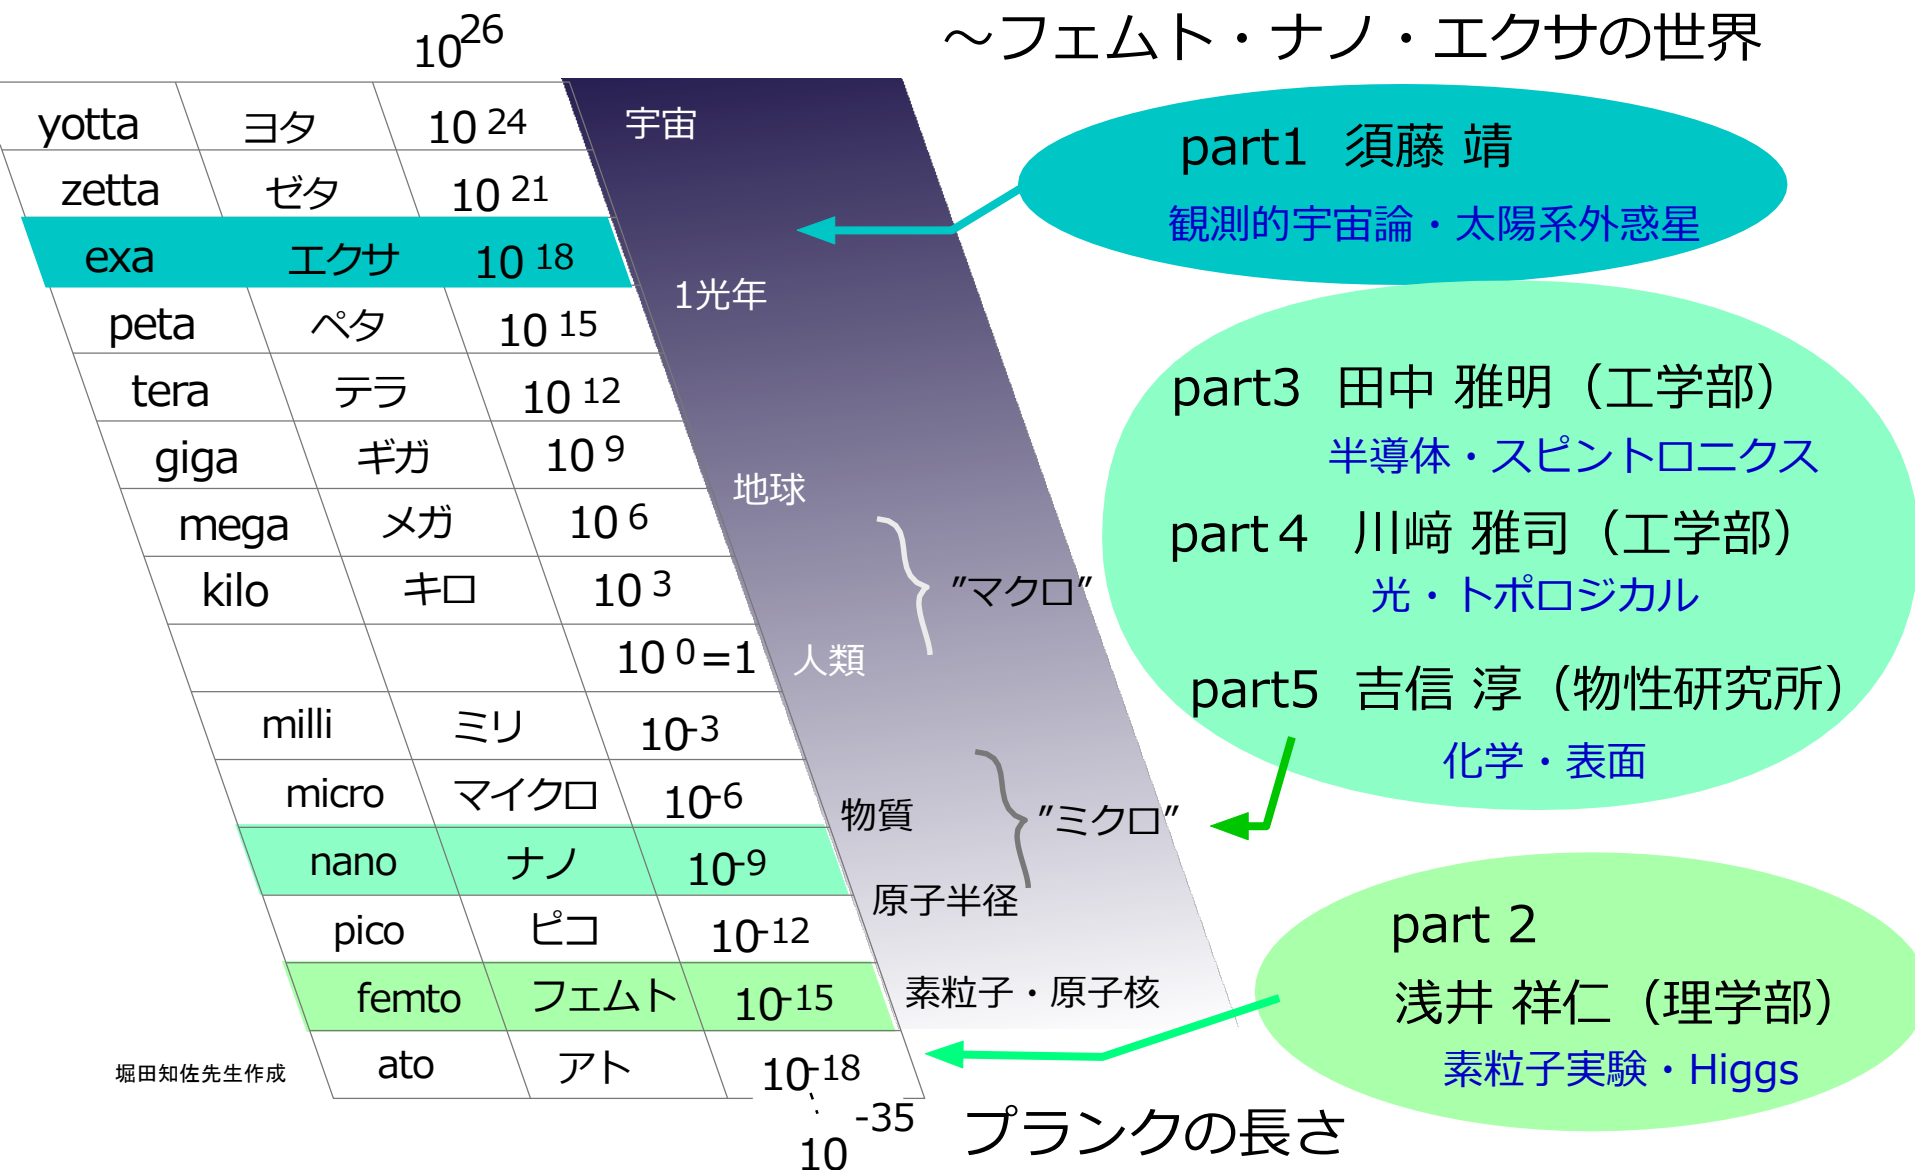 ～フェムト・ナノ・エクサの世界
10 26
yotta ヨタ 10 24 宇宙
zetta ゼタ 10 21
exa エクサ 10 18
peta ペタ 10 15 1光年
tera テラ 10 12
giga ギガ 10 9 地球
mega メガ 10 6
kilo キロ 10 3 "マクロ"
10 0=1 人類
milli ミリ 10-3
micro マイクロ 10-6 物質 "ミクロ"
nano ナノ 10-9 原子半径
pico ピコ 10-12
femto フェムト 10-15 素粒子・原子核
ato アト 10-18
10 -35 プランクの長さ
堀田知佐先生作成
part1 須藤 靖
観測的宇宙論・太陽系外惑星
part3 田中 雅明（工学部）
半導体・スピントロニクス
part４ 川﨑 雅司（工学部）
光・トポロジカル
part5 吉信 淳（物性研究所）
化学・表面
part 2
浅井 祥仁（理学部）
素粒子実験・Higgs